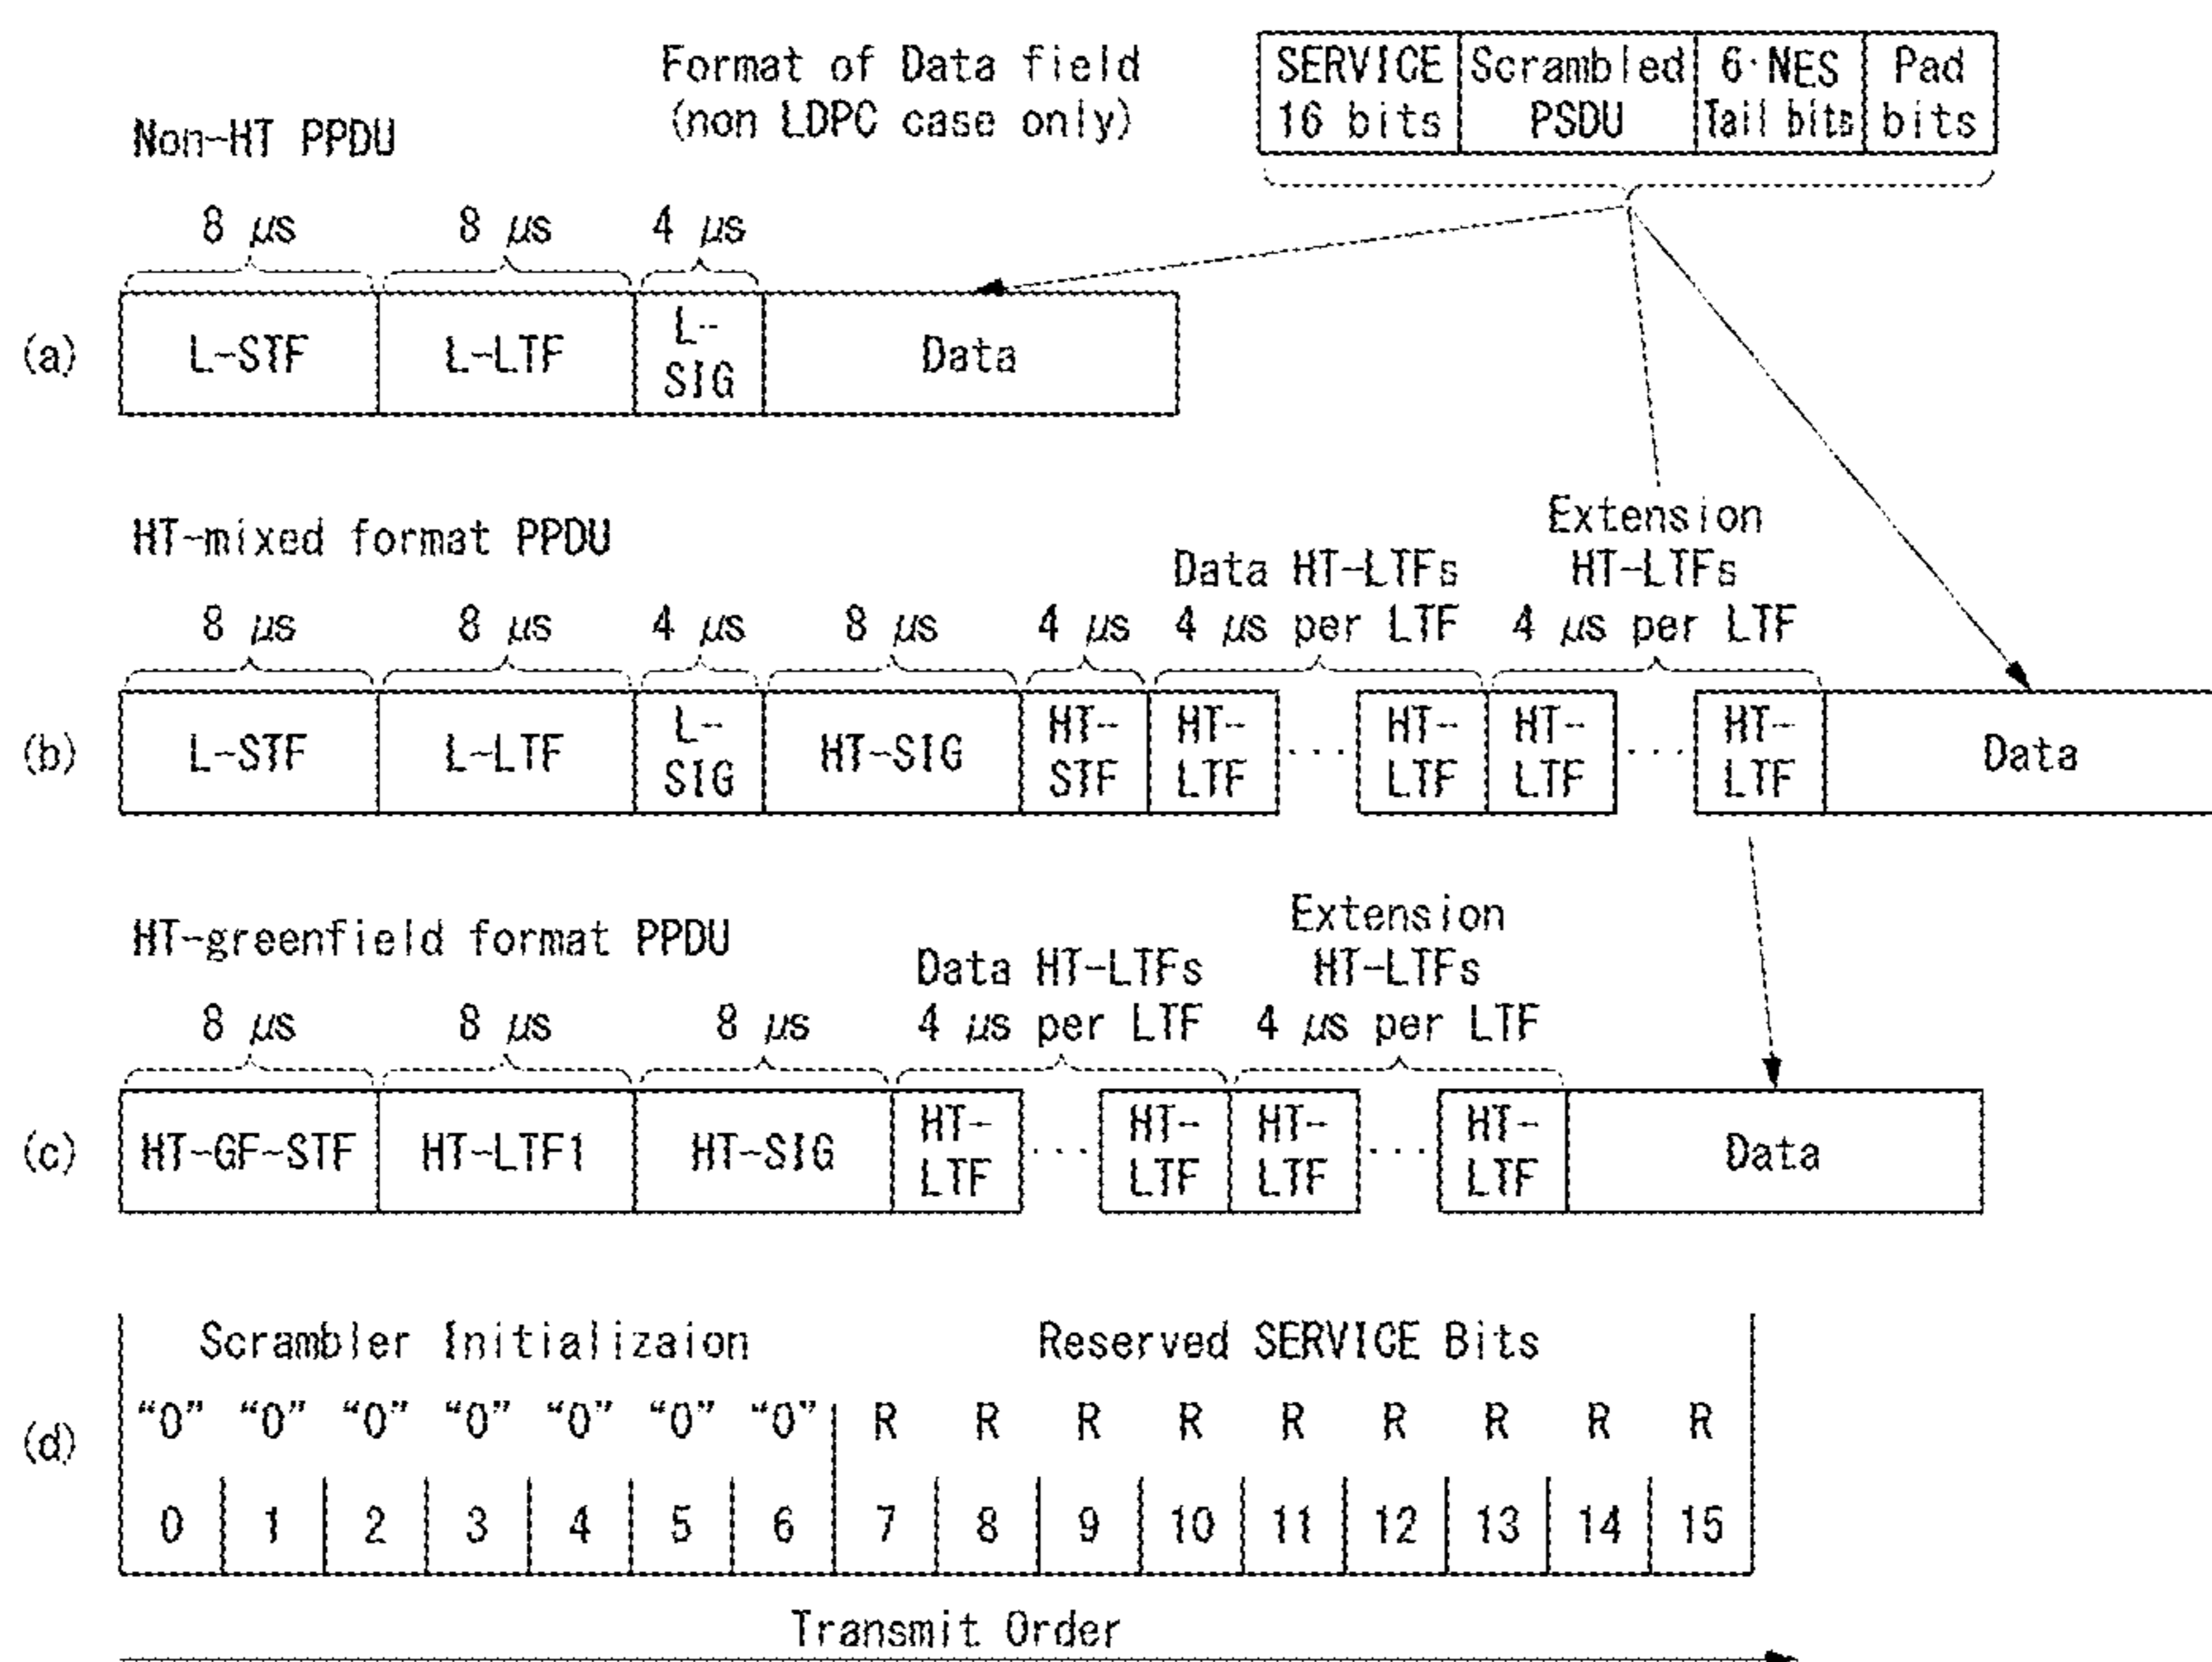 Format of Data field
(non LDPC case only)
SERVICE
16 bits
Scrambled
PSDU
6·NES
Tail bits
Pad
bits
Non-HT PPDU
8 µs
8 µs
4 µs
(a)
L-STF
L-LTF
L-
SIG
Data
HT-mixed format PPDU
Data HT-LTFs
Extension
HT-LTFs
8 µs
8 µs
4 µs
8 µs
4 µs
4 µs per LTF
4 µs per LTF
(b)
L-STF
L-LTF
L-
SIG
HT-SIG
HT-
STF
HT-
LTF
...
HT-
LTF
HT-
LTF
...
HT-
LTF
Data
HT-greenfield format PPDU
Data HT-LTFs
Extension
HT-LTFs
8 µs
8 µs
8 µs
4 µs per LTF
4 µs per LTF
(c)
HT-GF-STF
HT-LTF1
HT-SIG
HT-
LTF
...
HT-
LTF
HT-
LTF
...
HT-
LTF
Data
(d)
Scrambler Initializaion
Reserved SERVICE Bits
“0” “0” “0” “0” “0” “0” “0” R R R R R R R R R
0 1 2 3 4 5 6 7 8 9 10 11 12 13 14 15
Transmit Order